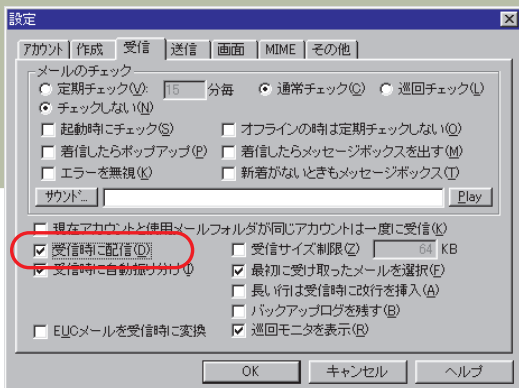 設定
アカウント 作成 受信 送信 画面 MIME その他
メールのチェック
定期チェック(V): 15 分毎 通常チェック(C) 巡回チェック(L)
チェックしない(N)
起動時にチェック(S) オフラインの時は定期チェックしない(O)
着信したらポップアップ(P) 着信したらメッセージボックスを出す(M)
エラーを無視(K) 新着がないときもメッセージボックス(T)
サウンド... Play
現在アカウントと使用メールフォルダが同じアカウントは一度に受信(K)
受信時に配信(D) 受信サイズ制限(Z) 64 KB
受信時に自動振り分け(I) 最初に受け取ったメールを選択(F)
長い行は受信時に改行を挿入(A)
バックアップログを残す(B)
EUCメールを受信時に変換 巡回モニタを表示(R)
OK キャンセル ヘルプ